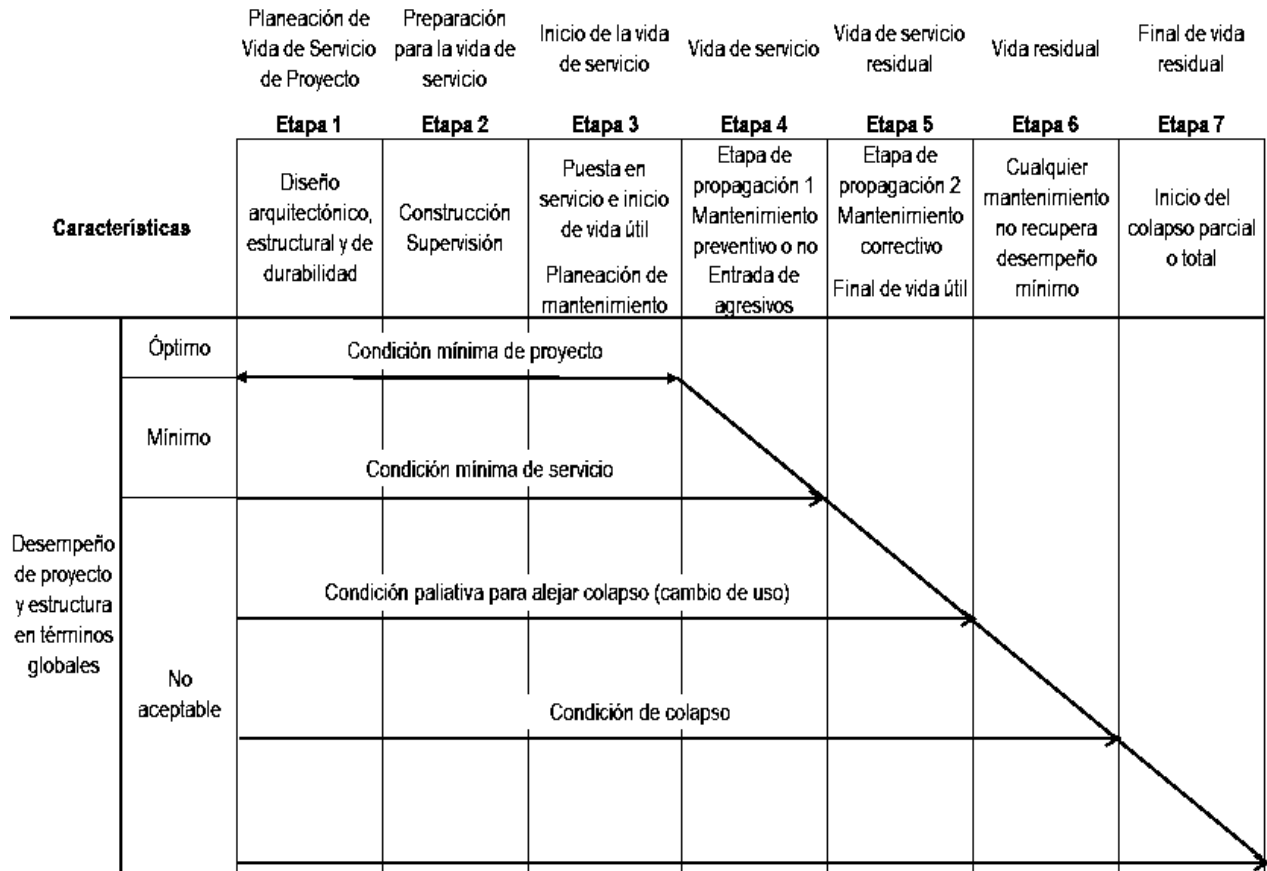 Planeación de
Vida de Servicio
de Proyecto
Preparación
para la vida de
servicio
Inicio de la vida
de servicio
Vida de servicio
Vida de servicio
residual
Vida residual
Final de vida
residual
Etapa 1
Etapa 2
Etapa 3
Etapa 4
Etapa 5
Etapa 6
Etapa 7
Características
Diseño
arquitectónico,
estructural y de
durabilidad
Construcción
Supervisión
Puesta en
servicio e inicio
de vida útil
Planeación de
mantenimiento
Etapa de
propagación 1
Mantenimiento
preventivo o no
Entrada de
agresivos
Etapa de
propagación 2
Mantenimiento
correctivo
Final de vida útil
Cualquier
mantenimiento
no recupera
desempeño
mínimo
Inicio del
colapso parcial
o total
Desempeño
de proyecto
y estructura
en términos
globales
Óptimo
Condición mínima de proyecto
Mínimo
Condición mínima de servicio
No
aceptable
Condición paliativa para alejar colapso (cambio de uso)
Condición de colapso